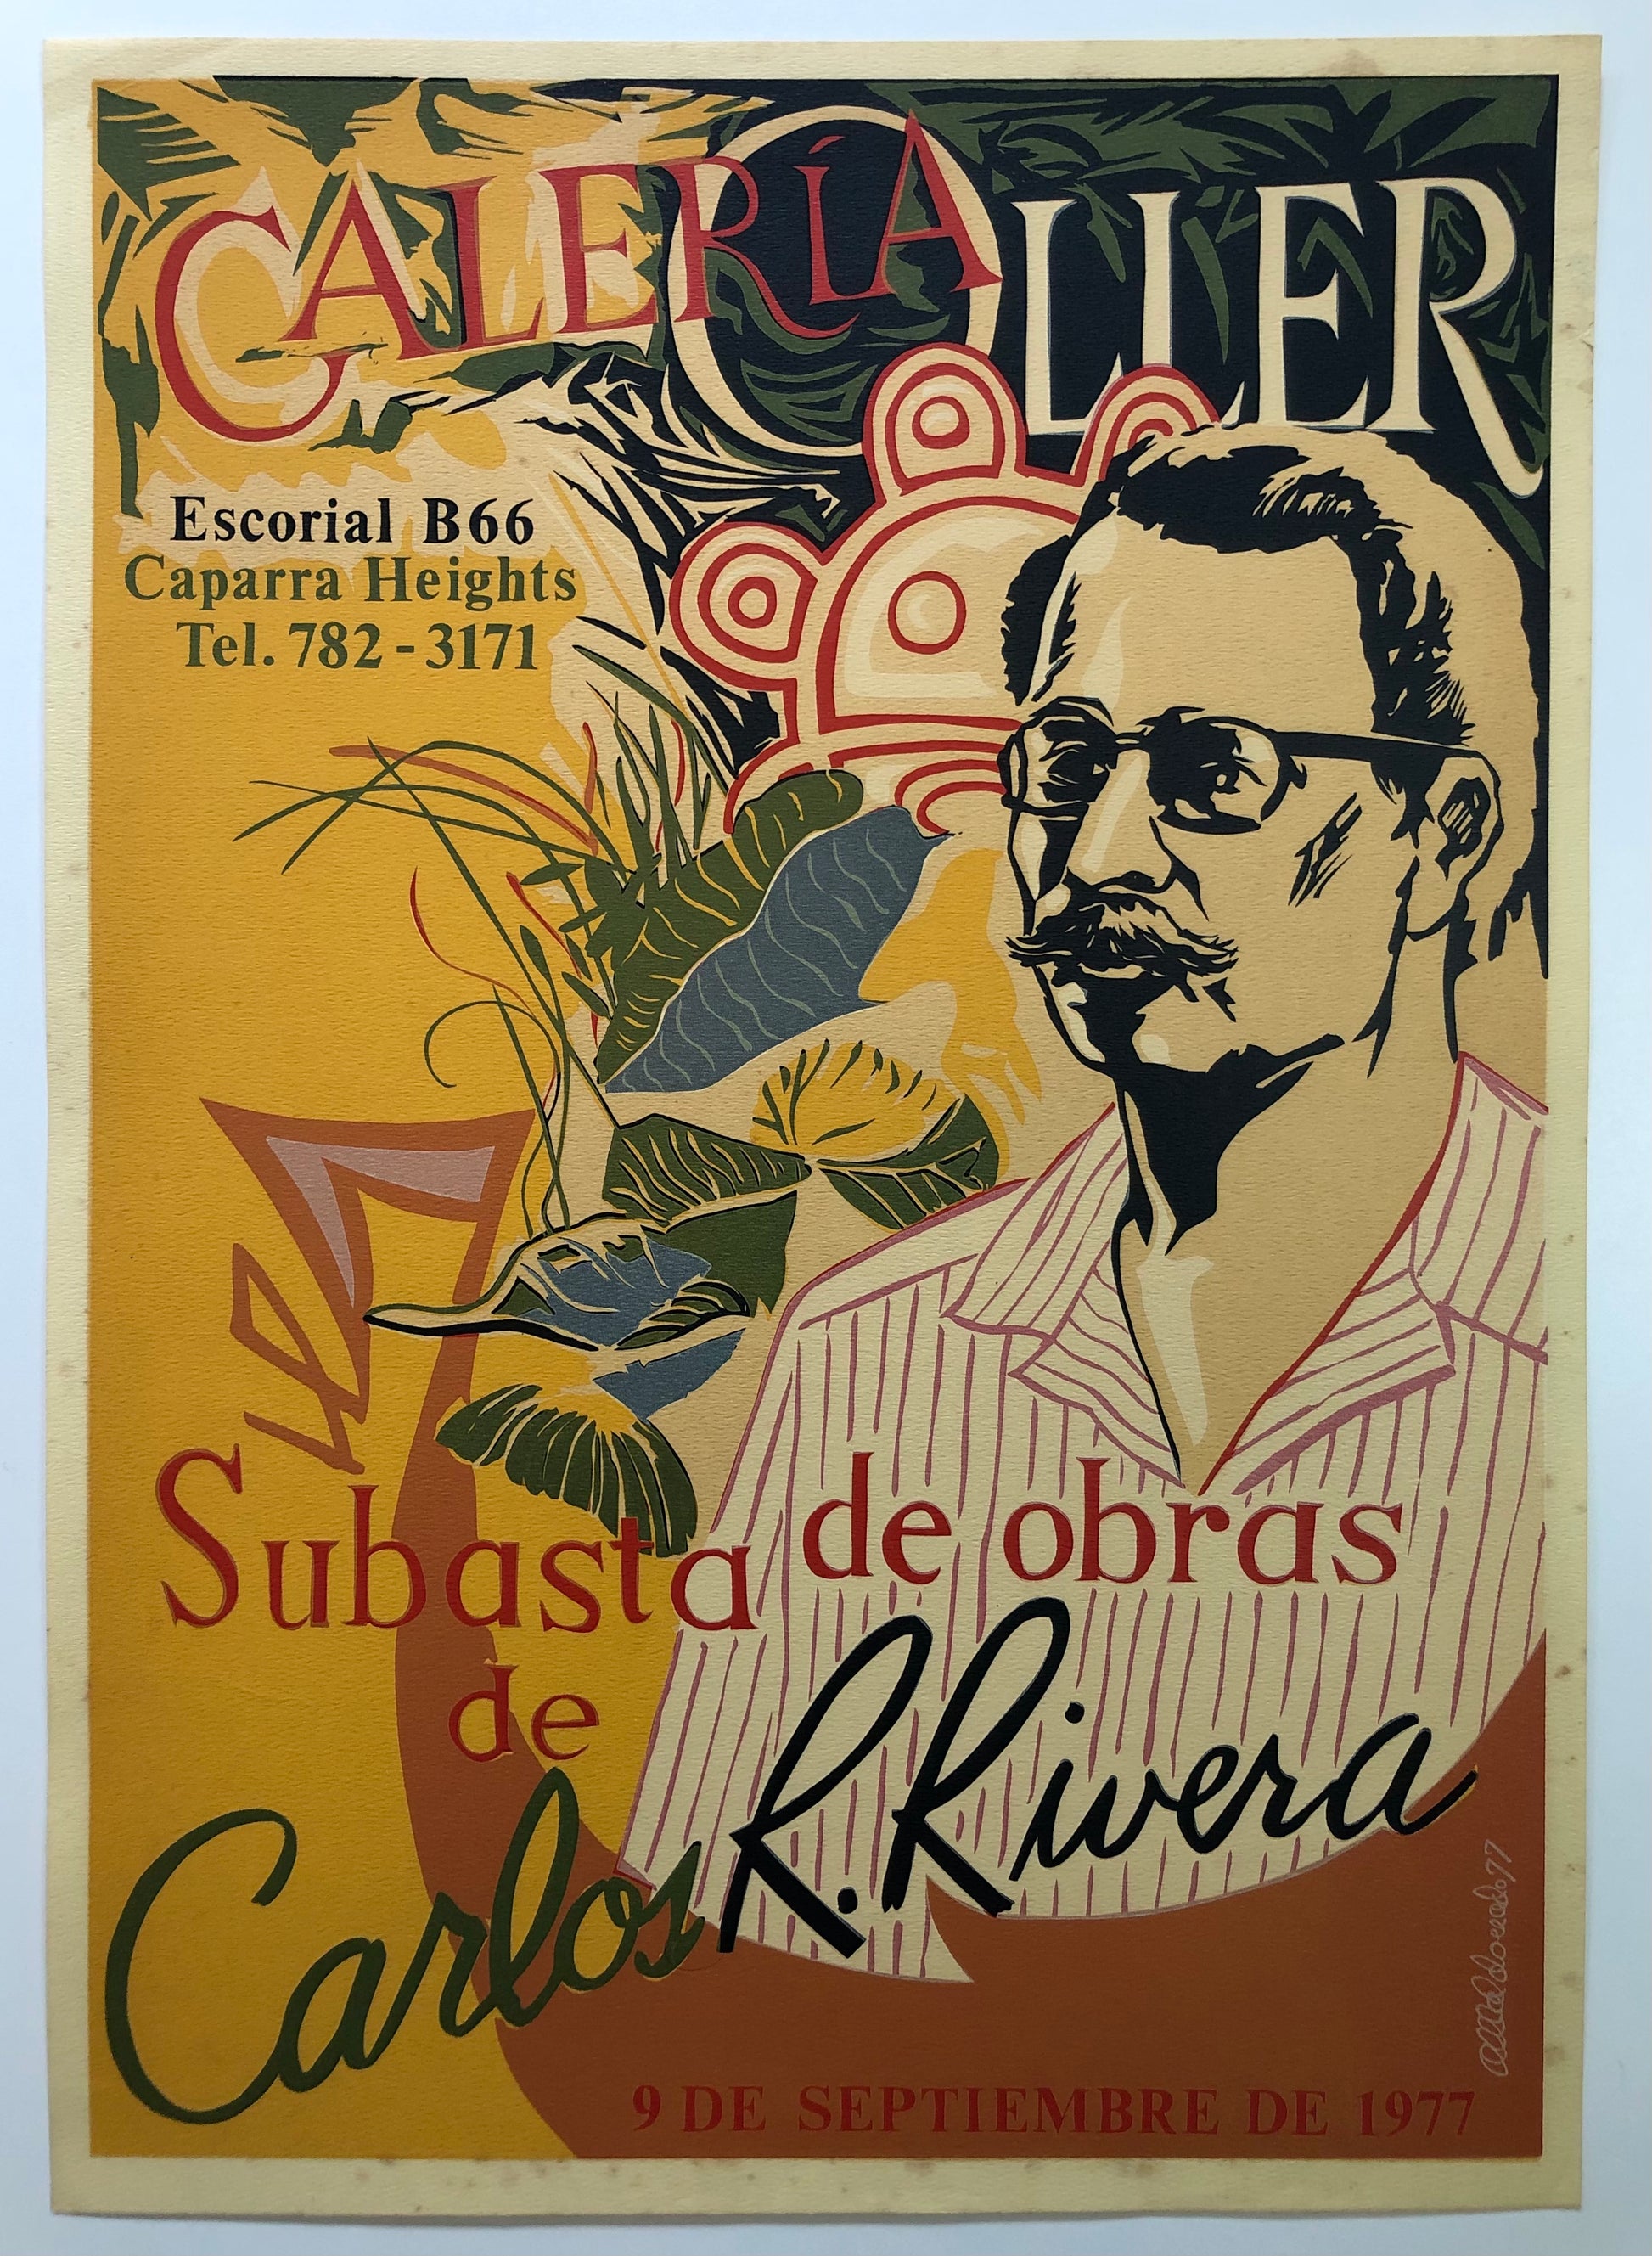 GALERÍA OLLER
Escorial B66
Caparra Heights
Tel. 782-3171
Subasta de obras
de
Carlos R. Rivera
9 DE SEPTIEMBRE DE 1977